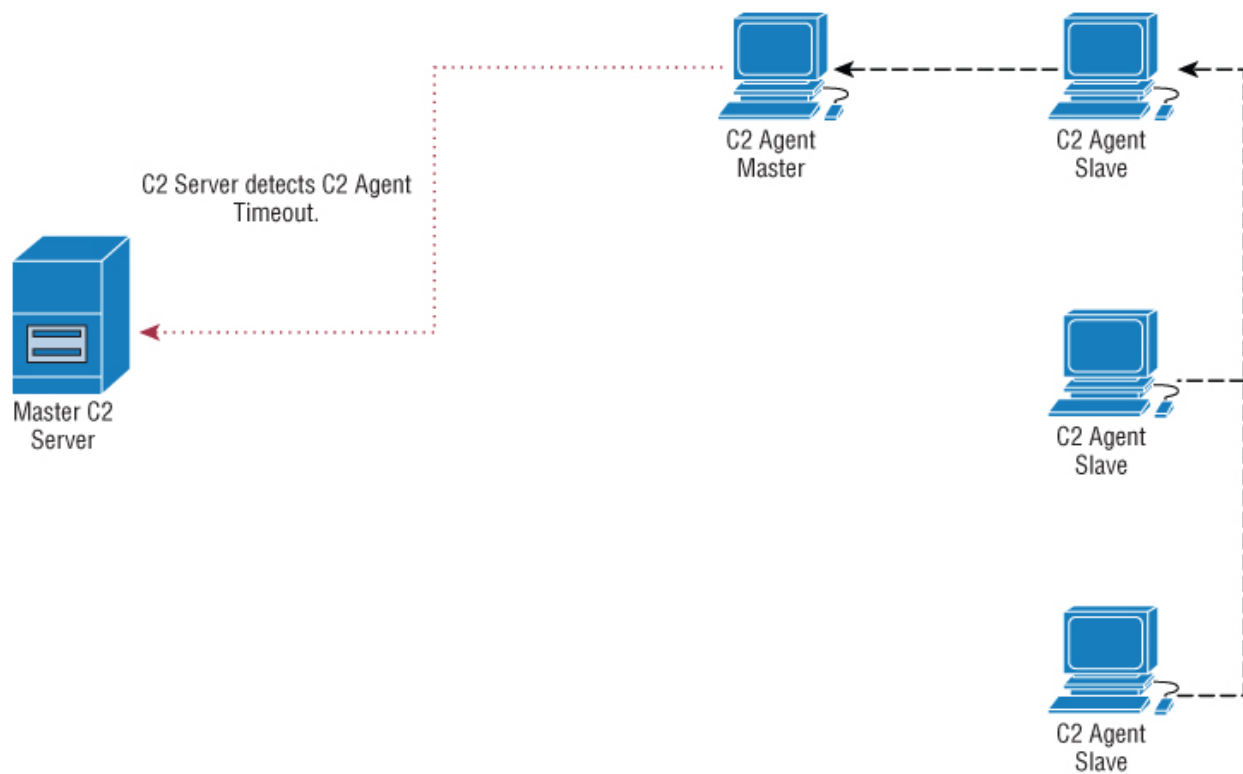 C2 Agent
Master
C2 Agent
Slave
C2 Server detects C2 Agent
Timeout.
Master C2
Server
C2 Agent
Slave
C2 Agent
Slave